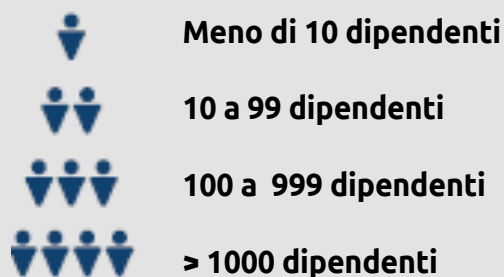 Meno di 10 dipendenti
10 a 99 dipendenti
100 a 999 dipendenti
> 1000 dipendenti